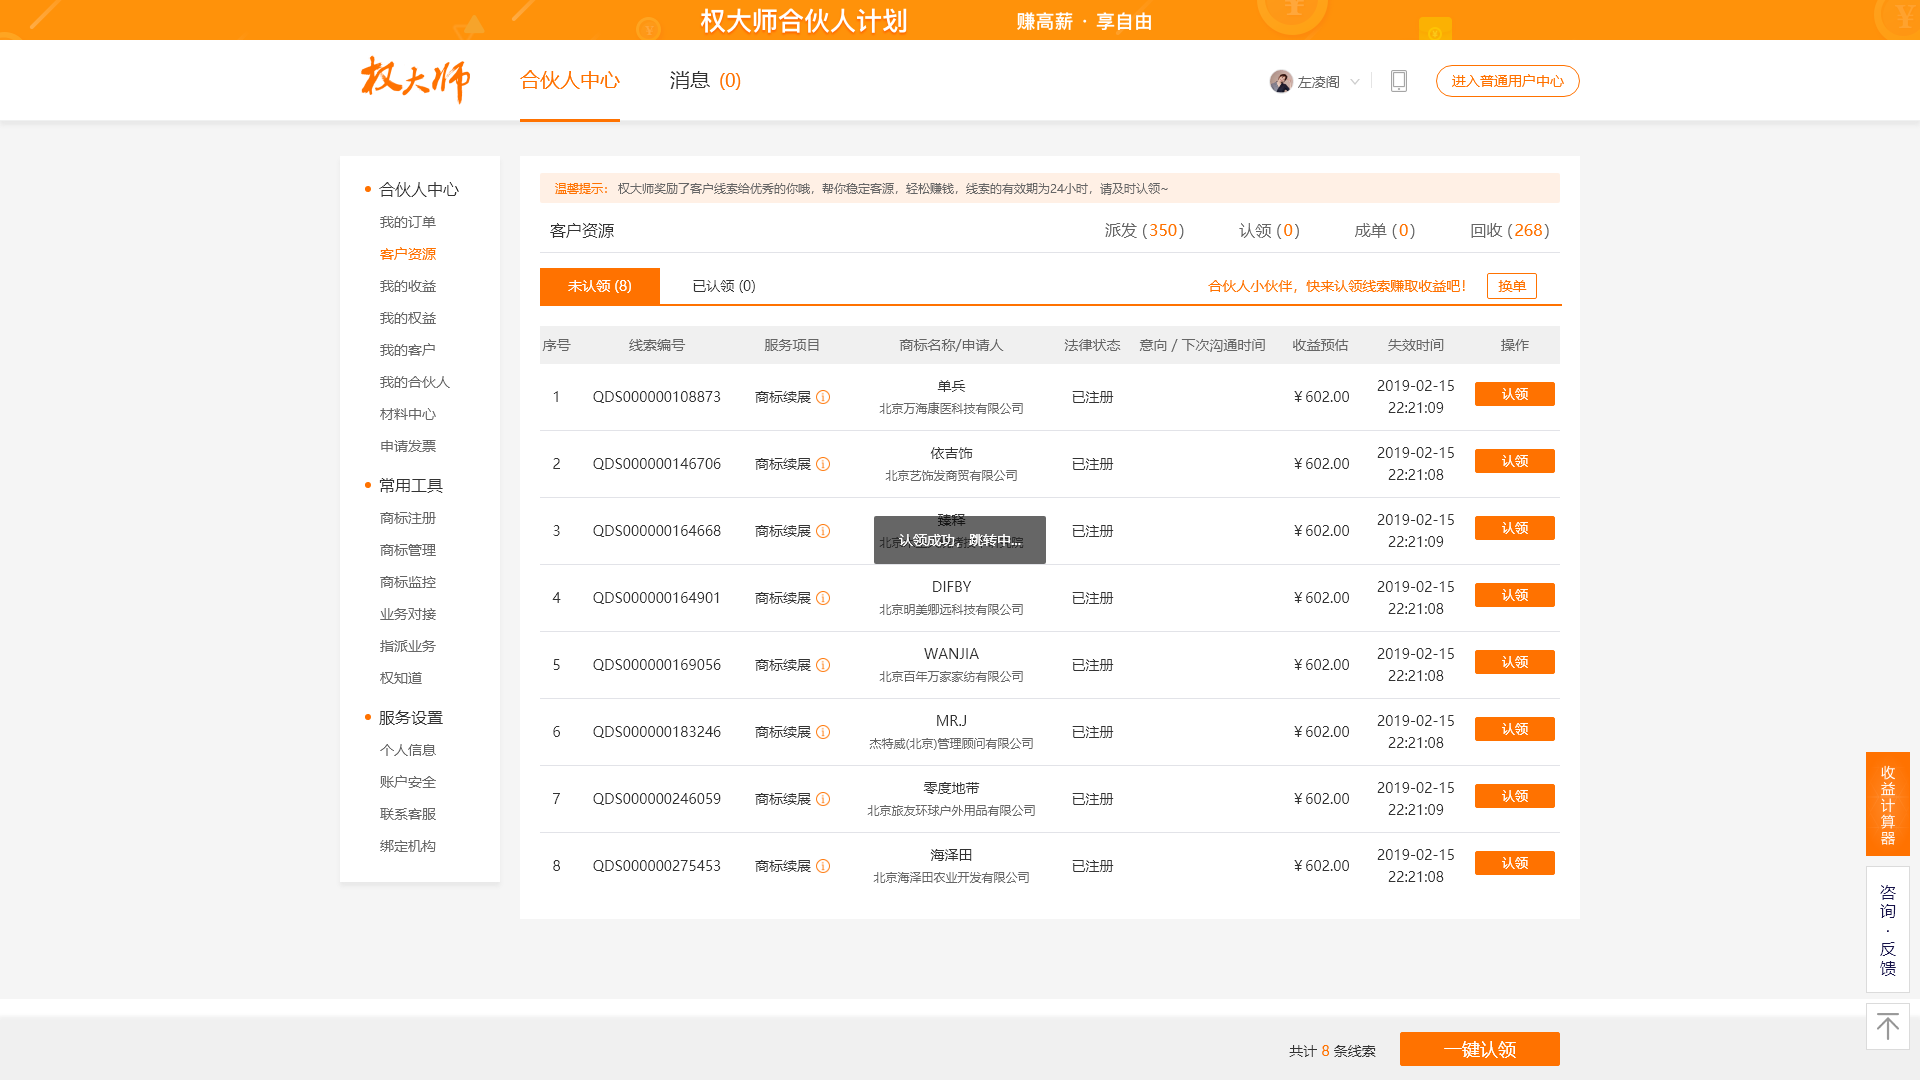 权大师合伙人计划 赚高薪 · 享自由
权大师 合伙人中心 消息 (0) 左凌阁 进入普通用户中心
合伙人中心
我的订单
客户资源
我的收益
我的权益
我的客户
我的合伙人
材料中心
申请发票
常用工具
商标注册
商标管理
商标监控
业务对接
指派业务
权知道
服务设置
个人信息
账户安全
联系客服
绑定机构
温馨提示： 权大师奖励了客户线索给优秀的你哦，帮你稳定客源，轻松赚钱，线索的有效期为24小时，请及时认领~
客户资源 派发 (350) 认领 (0) 成单 (0) 回收 (268)
未认领 (8) 已认领 (0) 合伙人小伙伴，快来认领线索赚取收益吧！ 换单
序号 线索编号 服务项目 商标名称/申请人 法律状态 意向 / 下次沟通时间 收益预估 失效时间 操作
1 QDS000000108873 商标续展 单兵 北京万海康医科技有限公司 已注册 ¥ 602.00 2019-02-15 22:21:09 认领
2 QDS000000146706 商标续展 依吉饰 北京艺饰发商贸有限公司 已注册 ¥ 602.00 2019-02-15 22:21:08 认领
3 QDS000000164668 商标续展 臻释 已注册 ¥ 602.00 2019-02-15 22:21:09 认领
认领成功，跳转中...
4 QDS000000164901 商标续展 DIFBY 北京明美卿远科技有限公司 已注册 ¥ 602.00 2019-02-15 22:21:08 认领
5 QDS000000169056 商标续展 WANJIA 北京百年万家家纺有限公司 已注册 ¥ 602.00 2019-02-15 22:21:08 认领
6 QDS000000183246 商标续展 MR.J 杰特威(北京)管理顾问有限公司 已注册 ¥ 602.00 2019-02-15 22:21:08 认领
7 QDS000000246059 商标续展 零度地带 北京旅友环球户外用品有限公司 已注册 ¥ 602.00 2019-02-15 22:21:09 认领
8 QDS000000275453 商标续展 海泽田 北京海泽田农业开发有限公司 已注册 ¥ 602.00 2019-02-15 22:21:08 认领
收益计算器
咨询·反馈
共计 8 条线索 一键认领